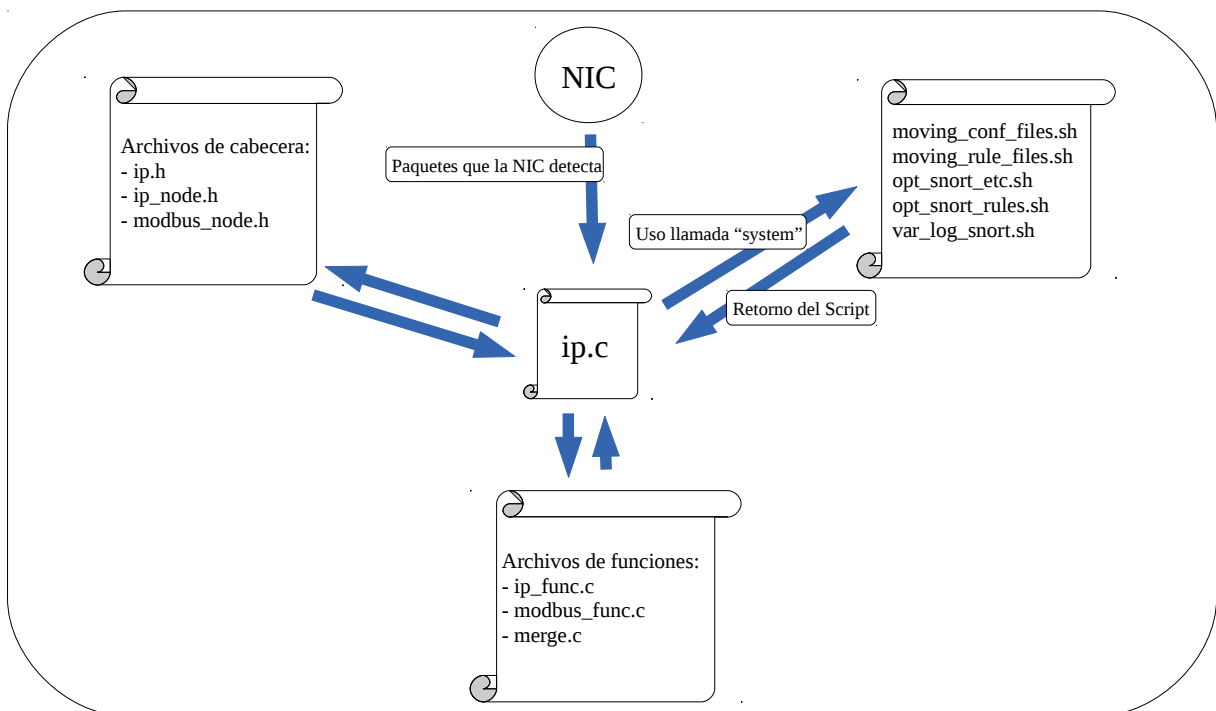 NIC
Archivos de cabecera:
- ip.h
- ip_node.h
- modbus_node.h
Paquetes que la NIC detecta
moving_conf_files.sh
moving_rule_files.sh
opt_snort_etc.sh
opt_snort_rules.sh
var_log_snort.sh
Uso llamada “system”
Retorno del Script
ip.c
Archivos de funciones:
- ip_func.c
- modbus_func.c
- merge.c